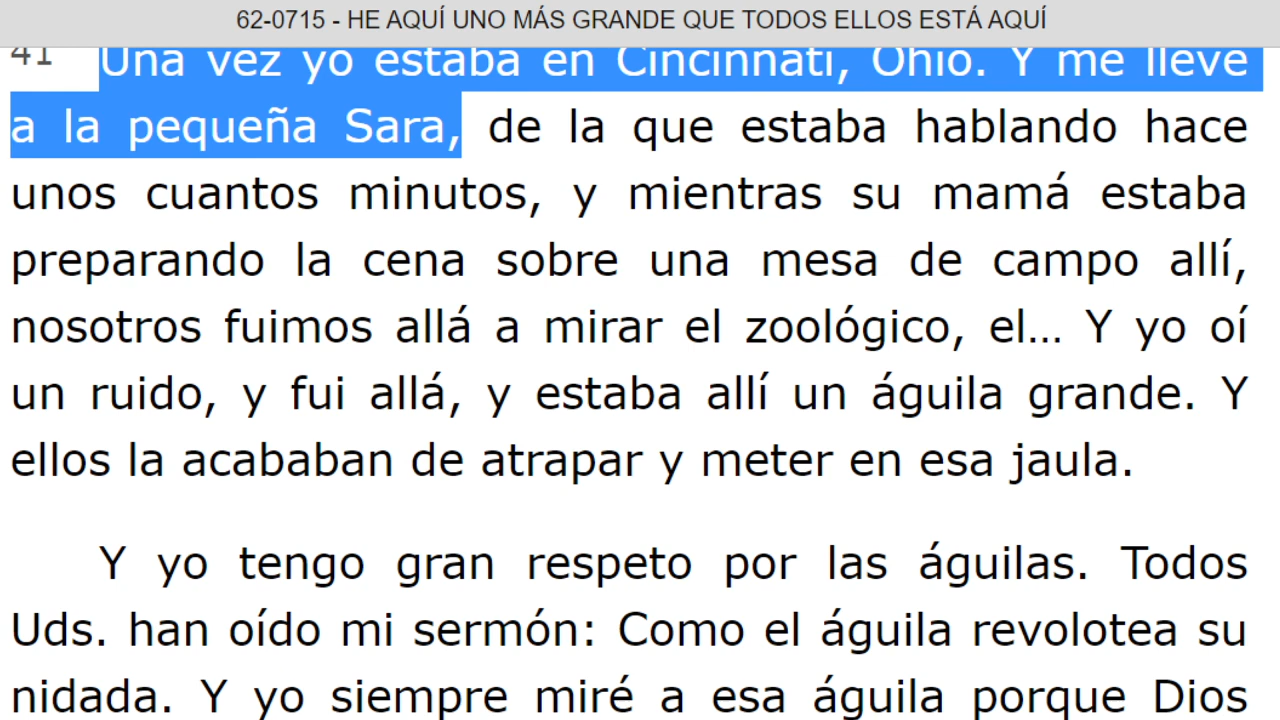 62-0715 - HE AQUÍ UNO MÁS GRANDE QUE TODOS ELLOS ESTÁ AQUÍ
41 Una vez yo estaba en Cincinnati, Ohio. Y me llevé
a la pequeña Sara, de la que estaba hablando hace
unos cuantos minutos, y mientras su mamá estaba
preparando la cena sobre una mesa de campo allí,
nosotros fuimos allá a mirar el zoológico, el… Y yo oí
un ruido, y fui allá, y estaba allí un águila grande. Y
ellos la acababan de atrapar y meter en esa jaula.
Y yo tengo gran respeto por las águilas. Todos
Uds. han oído mi sermón: Como el águila revolotea su
nidada. Y yo siempre miré a esa águila porque Dios